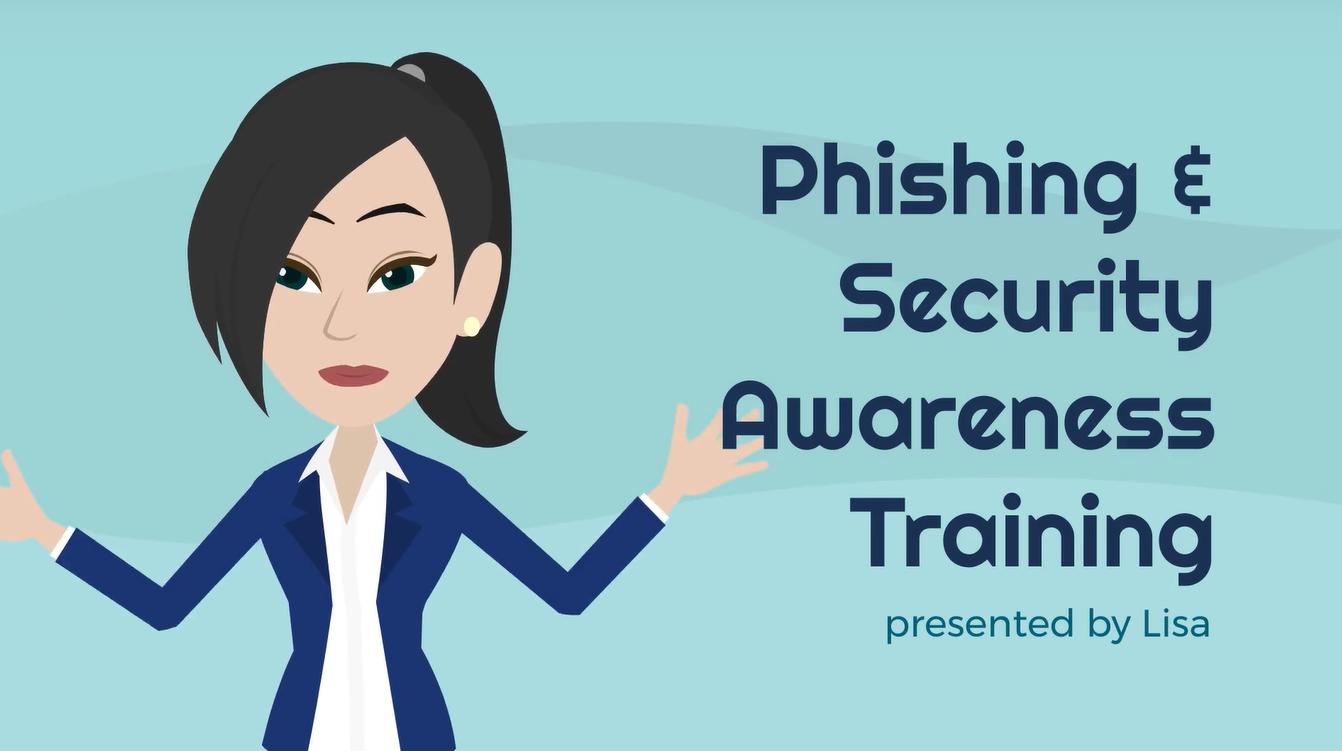 Phishing &
Security
Awareness
Training
presented by Lisa